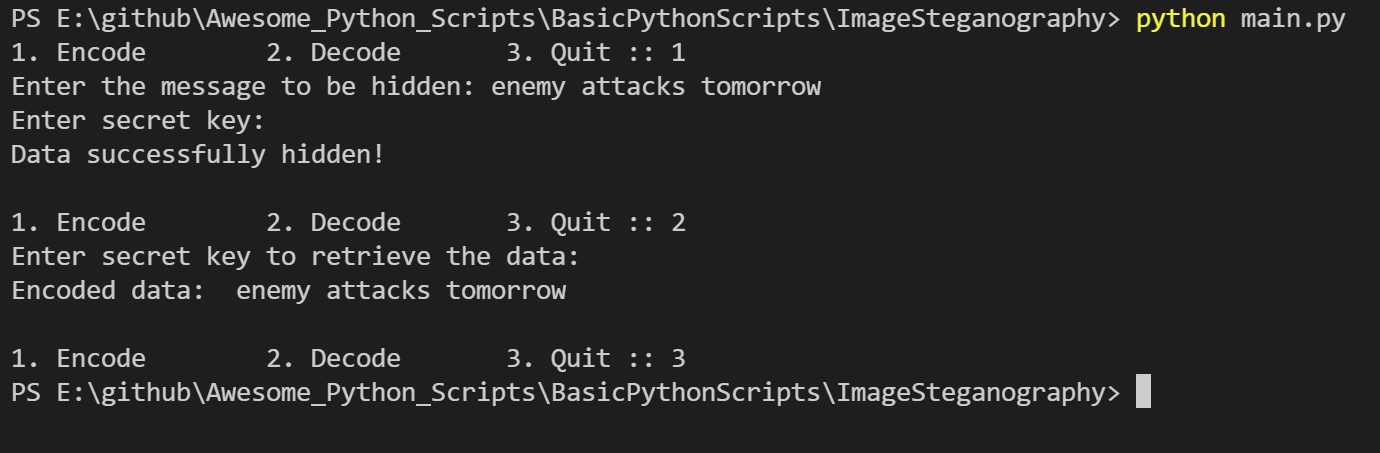 PS E:\github\Awesome_Python_Scripts\BasicPythonScripts\ImageSteganography> python main.py
1. Encode        2. Decode       3. Quit :: 1
Enter the message to be hidden: enemy attacks tomorrow
Enter secret key:
Data successfully hidden!
1. Encode        2. Decode       3. Quit :: 2
Enter secret key to retrieve the data:
Encoded data:  enemy attacks tomorrow
1. Encode        2. Decode       3. Quit :: 3
PS E:\github\Awesome_Python_Scripts\BasicPythonScripts\ImageSteganography>